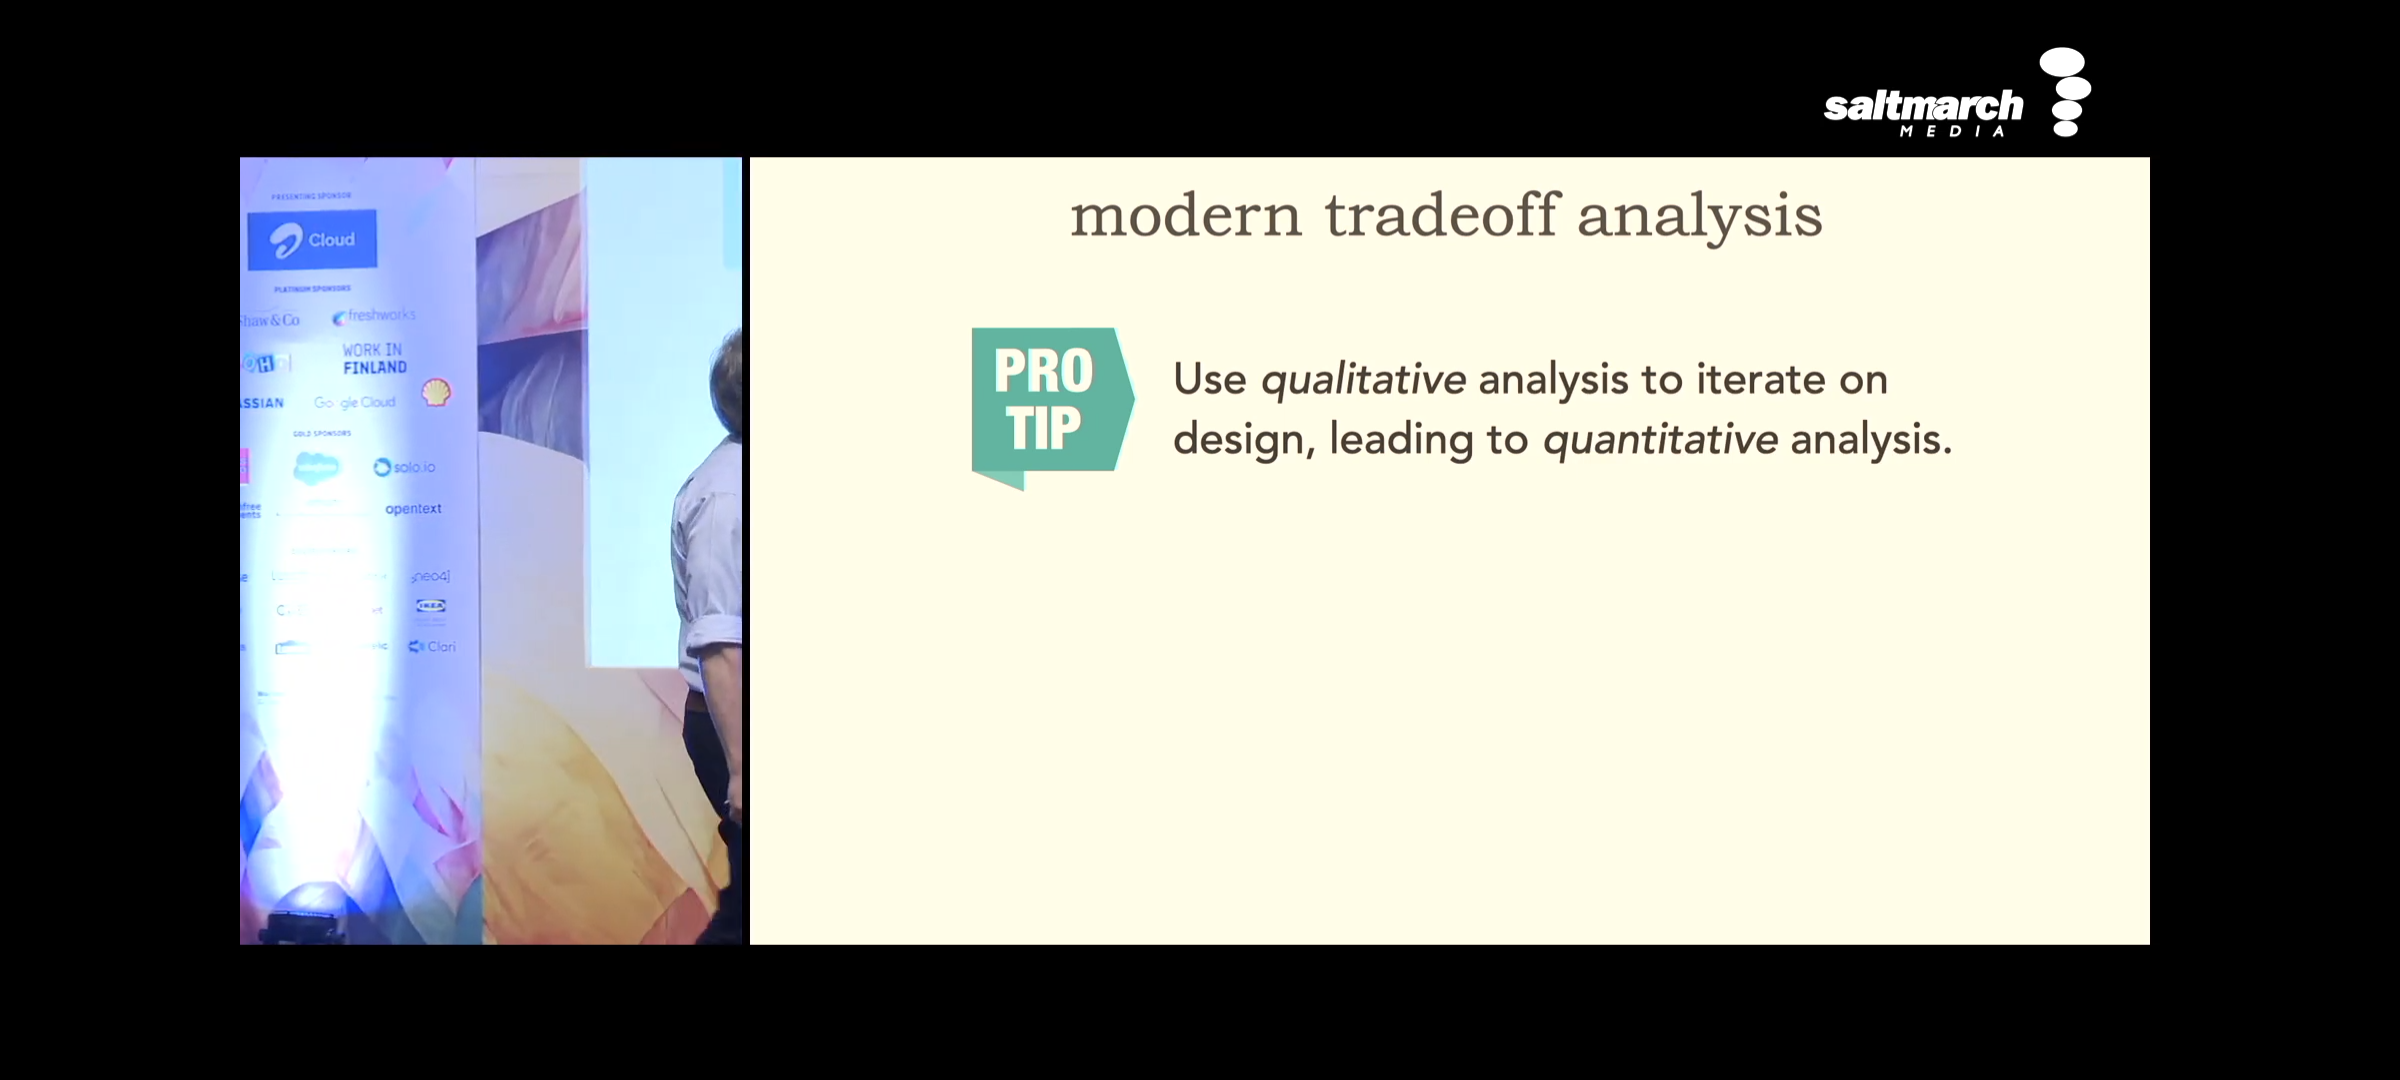 saltmarch
MEDIA
PRESENTING SPONSOR
Cloud
PLATINUM SPONSORS
haw & Co
freshworks
WORK IN
FINLAND
SSIAN
Google Cloud
GOLD SPONSORS
solo.io
opentext
neo4j
IKEA
Clari
modern tradeoff analysis
PRO
TIP
Use qualitative analysis to iterate on
design, leading to quantitative analysis.